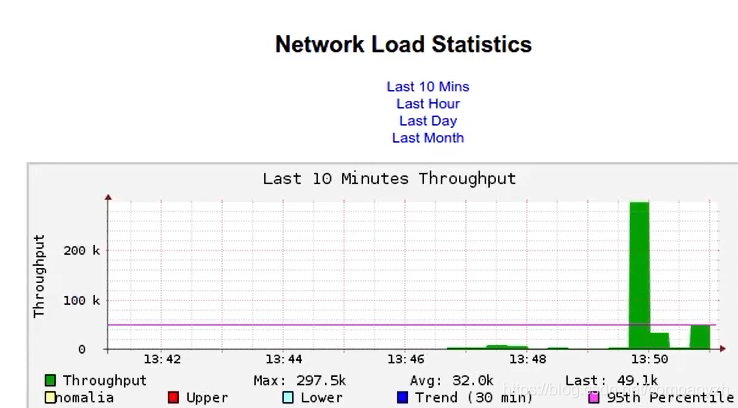 Network Load Statistics
Last 10 Mins
Last Hour
Last Day
Last Month
Last 10 Minutes Throughput
Throughput
200 k
100 k
0
13:42 13:44 13:46 13:48 13:50
Throughput Max: 297.5k Avg: 32.0k Last: 49.1k
nomalia Upper Lower Trend (30 min) 95th Percentile